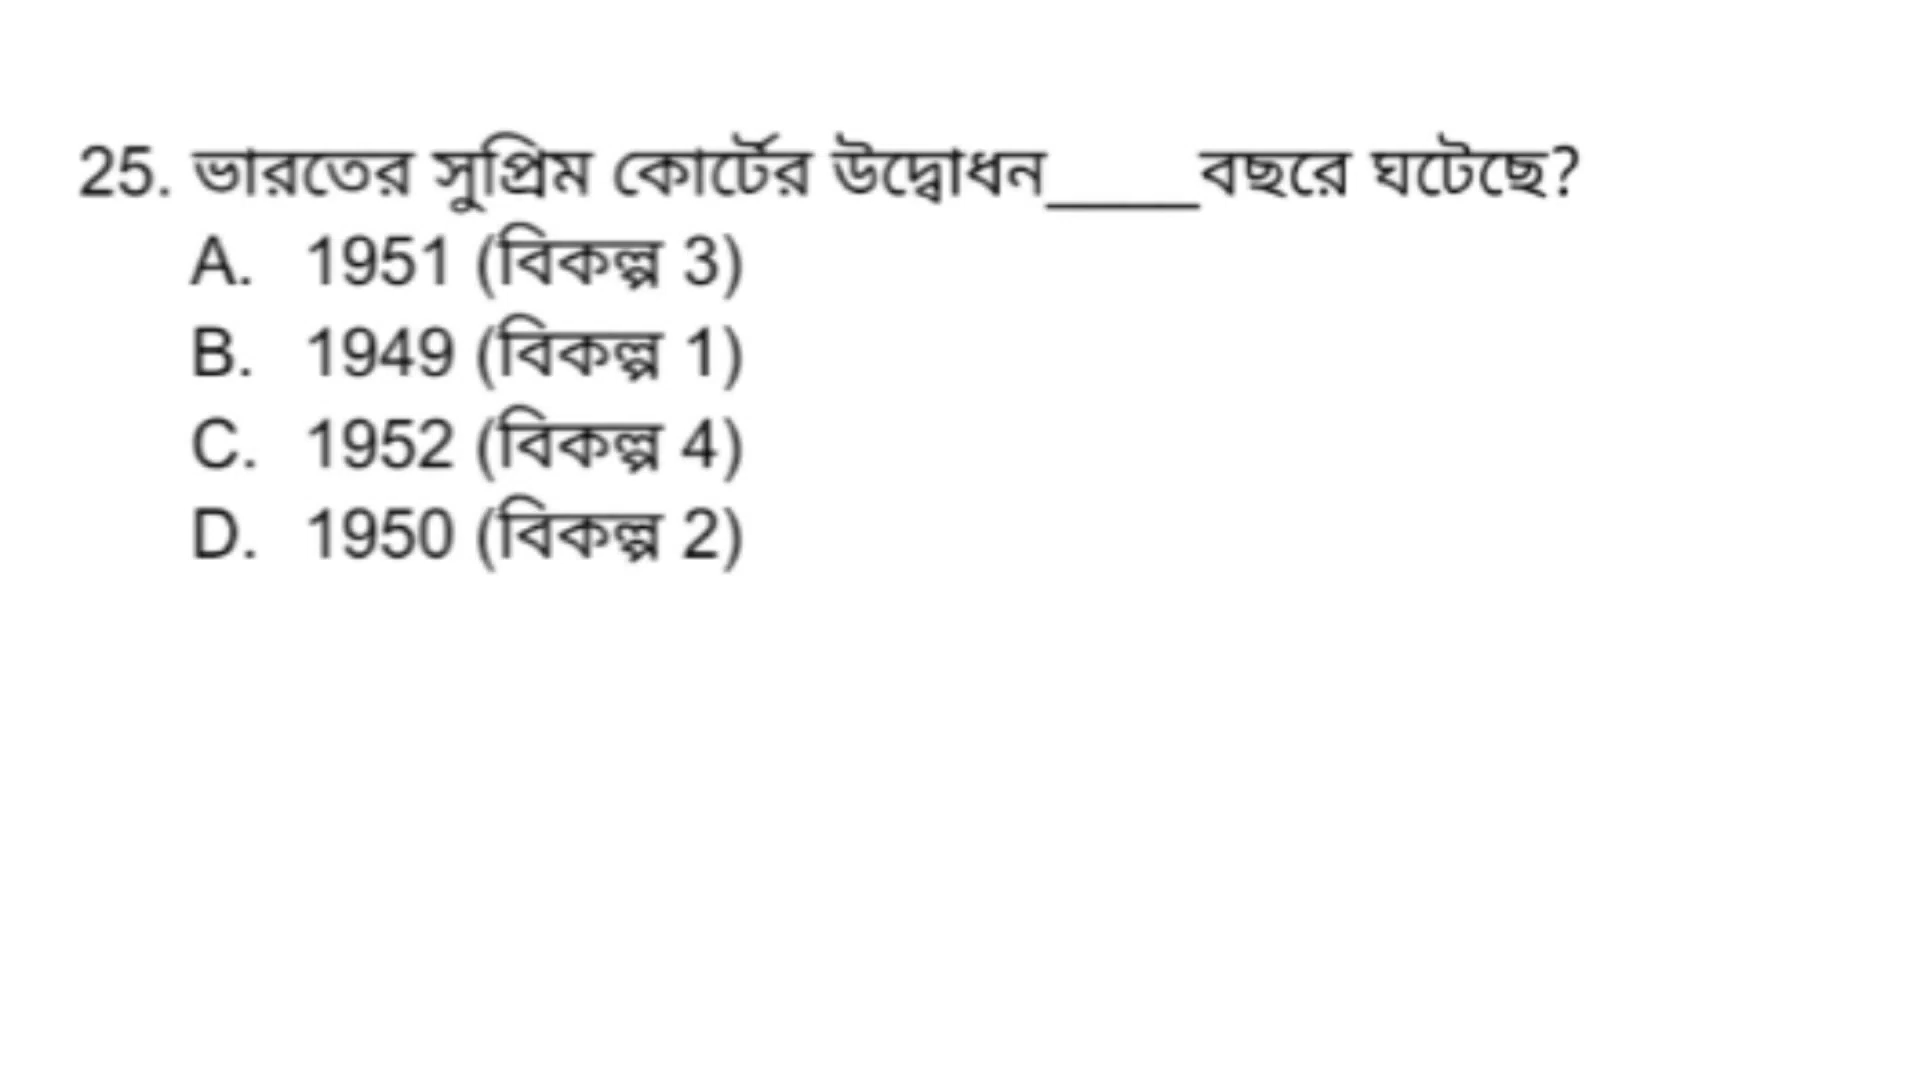 25. ভারতের সুপ্রিম কোর্টের উদ্বোধন_____বছরে ঘটেছে?
A. 1951 (বিকল্প 3)
B. 1949 (বিকল্প 1)
C. 1952 (বিকল্প 4)
D. 1950 (বিকল্প 2)